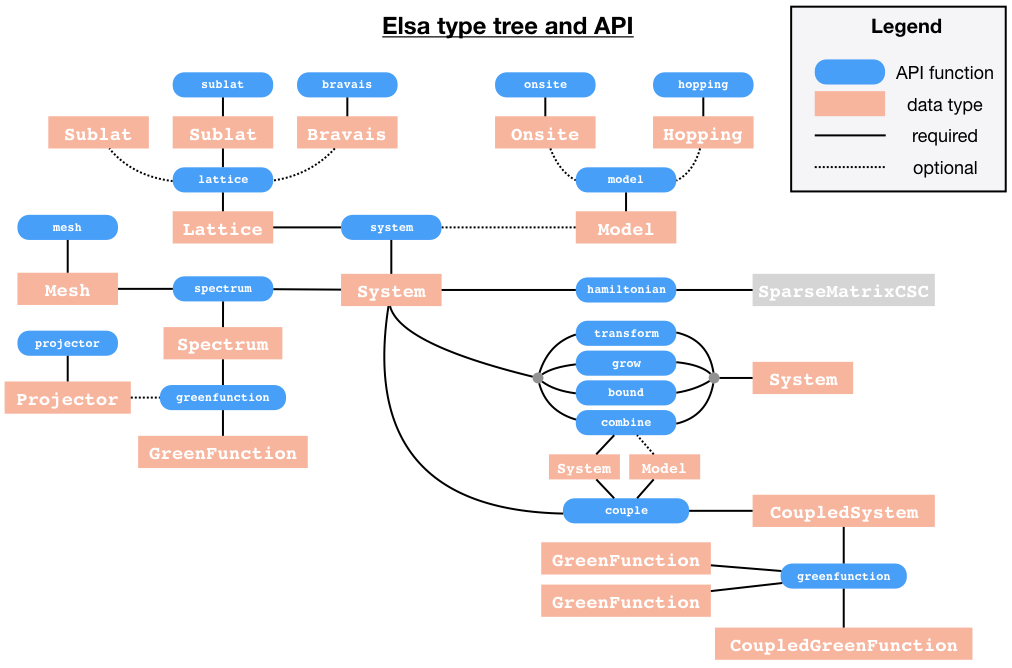 Elsa type tree and API
Legend
API function
data type
required
optional
sublat
bravais
onsite
hopping
Sublat
Sublat
Bravais
Onsite
Hopping
lattice
model
mesh
Lattice
system
Model
Mesh
spectrum
System
hamiltonian
SparseMatrixCSC
projector
Spectrum
transform
grow
bound
combine
System
Projector
greenfunction
GreenFunction
System
Model
couple
CoupledSystem
GreenFunction
GreenFunction
greenfunction
CoupledGreenFunction